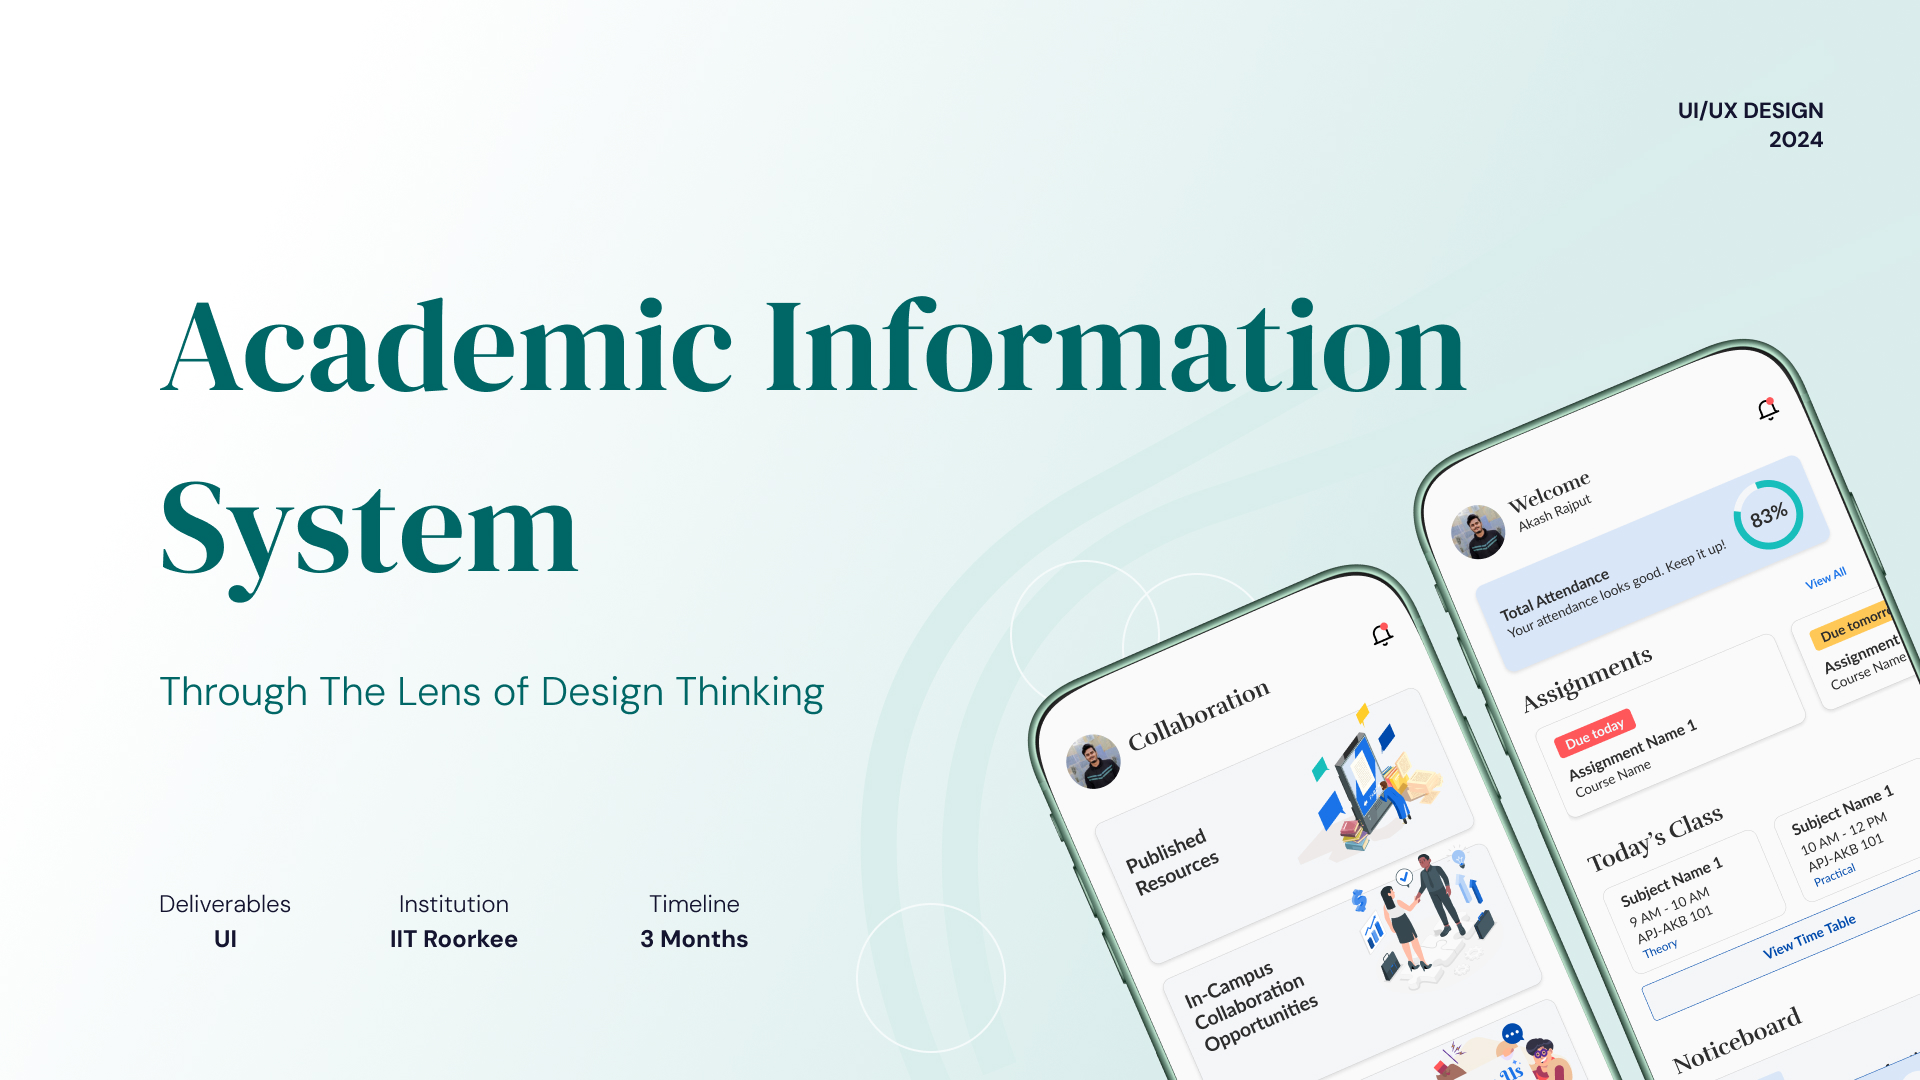 UI/UX DESIGN
2024
Academic Information
System
Through The Lens of Design Thinking
Deliverables
UI
Institution
IIT Roorkee
Timeline
3 Months
Collaboration
Published
Resources
In-Campus
Collaboration
Opportunities
Welcome
Akash Rajput
Total Attendance
Your attendance looks good. Keep it up!
83%
View All
Assignments
Due today
Assignment Name 1
Course Name
Due
Assignment
Course Name
Today's Class
Subject Name 1
9 AM - 10 AM
APJ-AKB 101
Theory
Subject Name 1
10 AM - 12 PM
APJ-AKB 101
Practical
View Time Table
Noticeboard